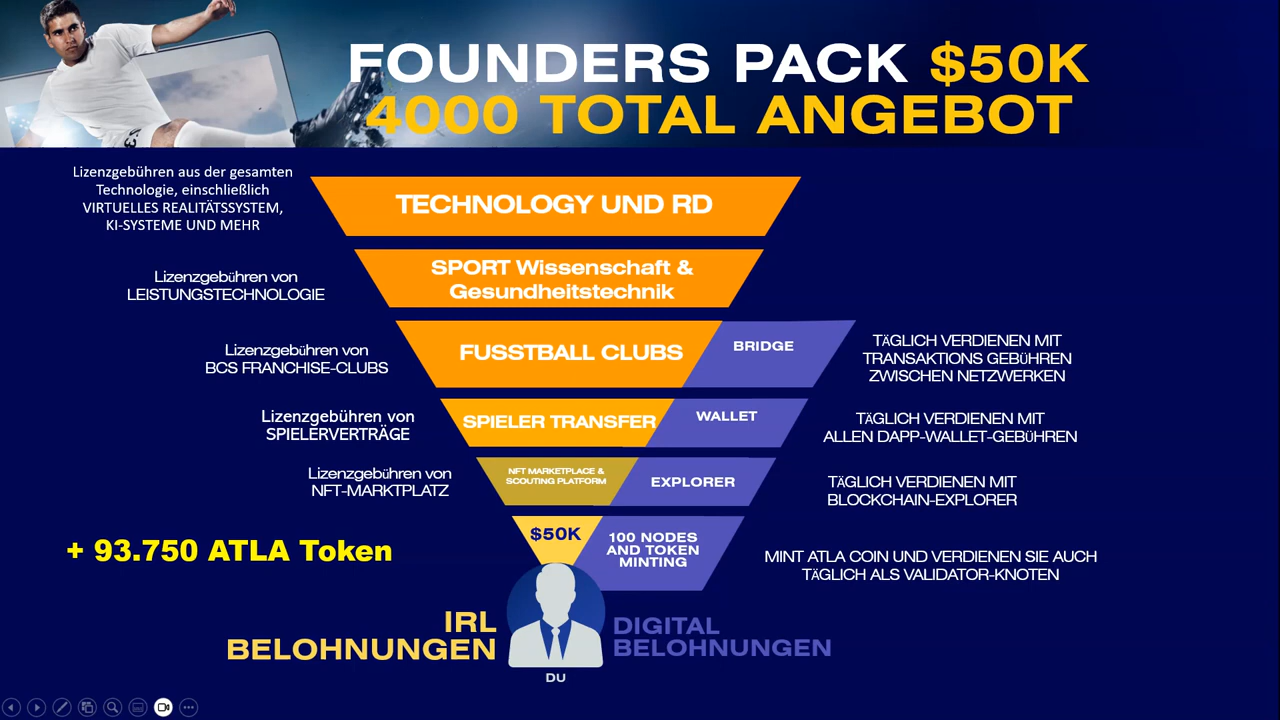 FOUNDERS PACK $50K
4000 TOTAL ANGEBOT
Lizenzgebühren aus der gesamten
Technologie, einschließlich
VIRTUELLES REALITÄTSSYSTEM,
KI-SYSTEME UND MEHR
TECHNOLOGY UND RD
Lizenzgebühren von
LEISTUNGSTECHNOLOGIE
SPORT Wissenschaft &
Gesundheitstechnik
Lizenzgebühren von
BCS FRANCHISE-CLUBS
FUSSTBALL CLUBS
BRIDGE
TÄGLICH VERDIENEN MIT
TRANSAKTIONS GEBÜHREN
ZWISCHEN NETZWERKEN
Lizenzgebühren von
SPIELERVERTRÄGE
SPIELER TRANSFER
WALLET
TÄGLICH VERDIENEN MIT
ALLEN DAPP-WALLET-GEBÜHREN
Lizenzgebühren von
NFT-MARKTPLATZ
NFT MARKETPLACE &
SCOUTING PLATFORM
EXPLORER
TÄGLICH VERDIENEN MIT
BLOCKCHAIN-EXPLORER
+ 93.750 ATLA Token
$50K
100 NODES
AND TOKEN
MINTING
MINT ATLA COIN UND VERDIENEN SIE AUCH
TÄGLICH ALS VALIDATOR-KNOTEN
IRL
BELOHNUNGEN
DIGITAL
BELOHNUNGEN
DU